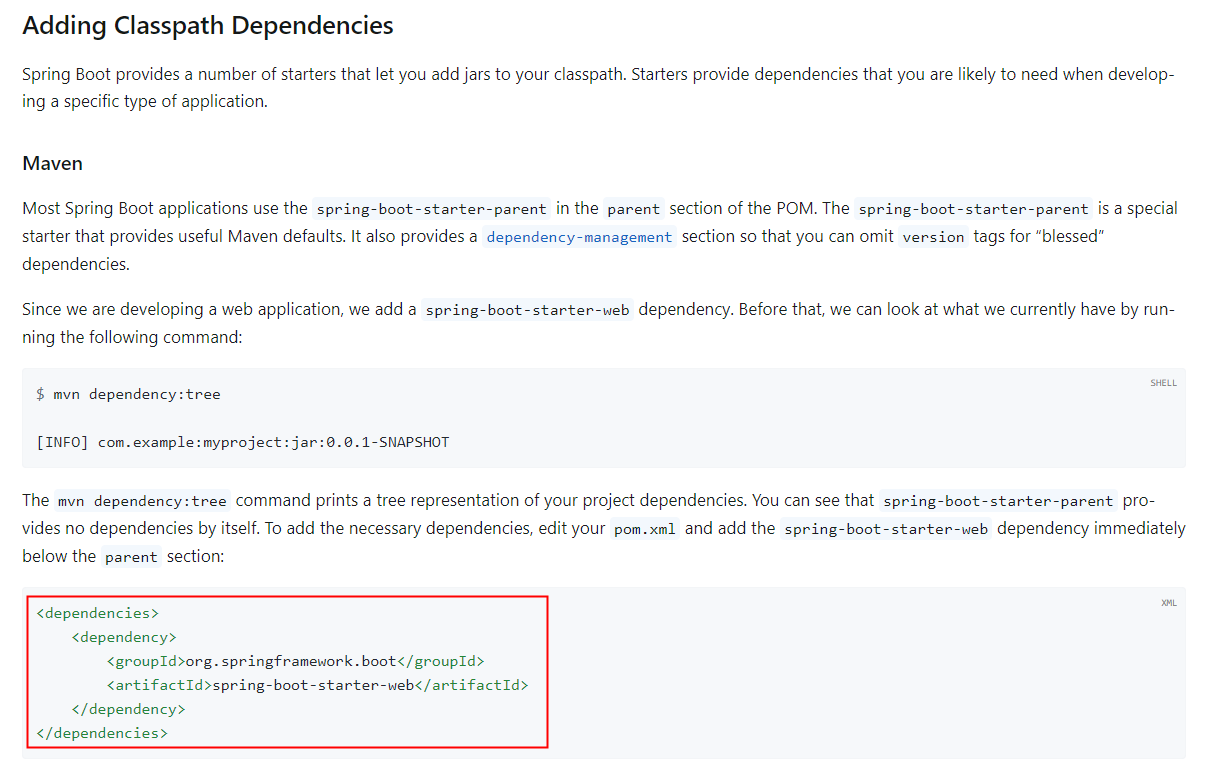 Adding Classpath Dependencies
Spring Boot provides a number of starters that let you add jars to your classpath. Starters provide dependencies that you are likely to need when develop-
ing a specific type of application.
Maven
Most Spring Boot applications use the spring-boot-starter-parent in the parent section of the POM. The spring-boot-starter-parent is a special
starter that provides useful Maven defaults. It also provides a dependency-management section so that you can omit version tags for “blessed”
dependencies.
Since we are developing a web application, we add a spring-boot-starter-web dependency. Before that, we can look at what we currently have by run-
ning the following command:
SHELL
$ mvn dependency:tree
[INFO] com.example:myproject:jar:0.0.1-SNAPSHOT
The mvn dependency:tree command prints a tree representation of your project dependencies. You can see that spring-boot-starter-parent pro-
vides no dependencies by itself. To add the necessary dependencies, edit your pom.xml and add the spring-boot-starter-web dependency immediately
below the parent section:
XML
<dependencies>
    <dependency>
        <groupId>org.springframework.boot</groupId>
        <artifactId>spring-boot-starter-web</artifactId>
    </dependency>
</dependencies>